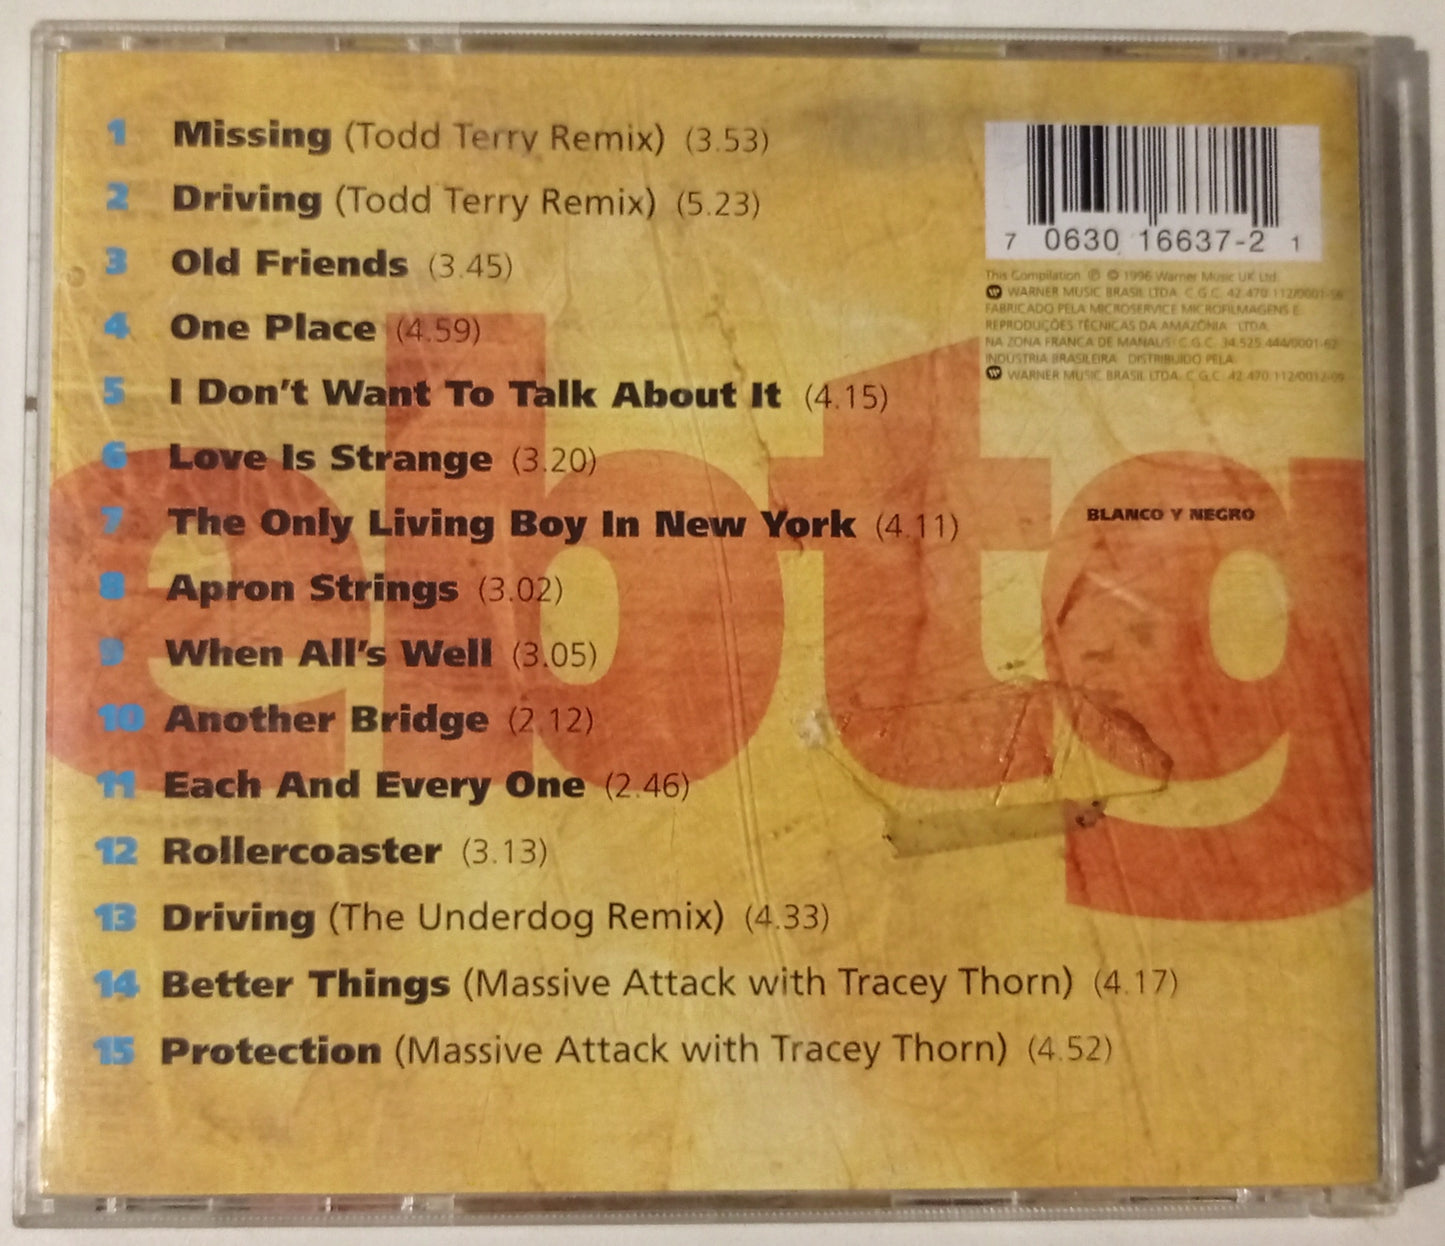 1 Missing (Todd Terry Remix) (3.53)
2 Driving (Todd Terry Remix) (5.23)
3 Old Friends (3.45)
4 One Place (4.59)
5 I Don't Want To Talk About It (4.15)
6 Love Is Strange (3.20)
7 The Only Living Boy In New York (4.11)
8 Apron Strings (3.02)
9 When All's Well (3.05)
10 Another Bridge (2.12)
11 Each And Every One (2.46)
12 Rollercoaster (3.13)
13 Driving (The Underdog Remix) (4.33)
14 Better Things (Massive Attack with Tracey Thorn) (4.17)
15 Protection (Massive Attack with Tracey Thorn) (4.52)
7 0630 16637-2 1
This Compilation ℗ © 1996 Warner Music UK Ltd.
WARNER MUSIC BRASIL LTDA. C.G.C. 42.470.112/0001-
FABRICADO PELA MICROSERVICE MICROFILMAGENS E
REPRODUÇÕES TÉCNICAS DA AMAZÔNIA LTDA.
NA ZONA FRANCA DE MANAUS: C.G.C. 34.525.444/0001-62
INDÚSTRIA BRASILEIRA. DISTRIBUIDO PELA
WARNER MUSIC BRASIL LTDA. C.G.C. 42.470.112/0012-09
BLANCO Y NEGRO
ebtg